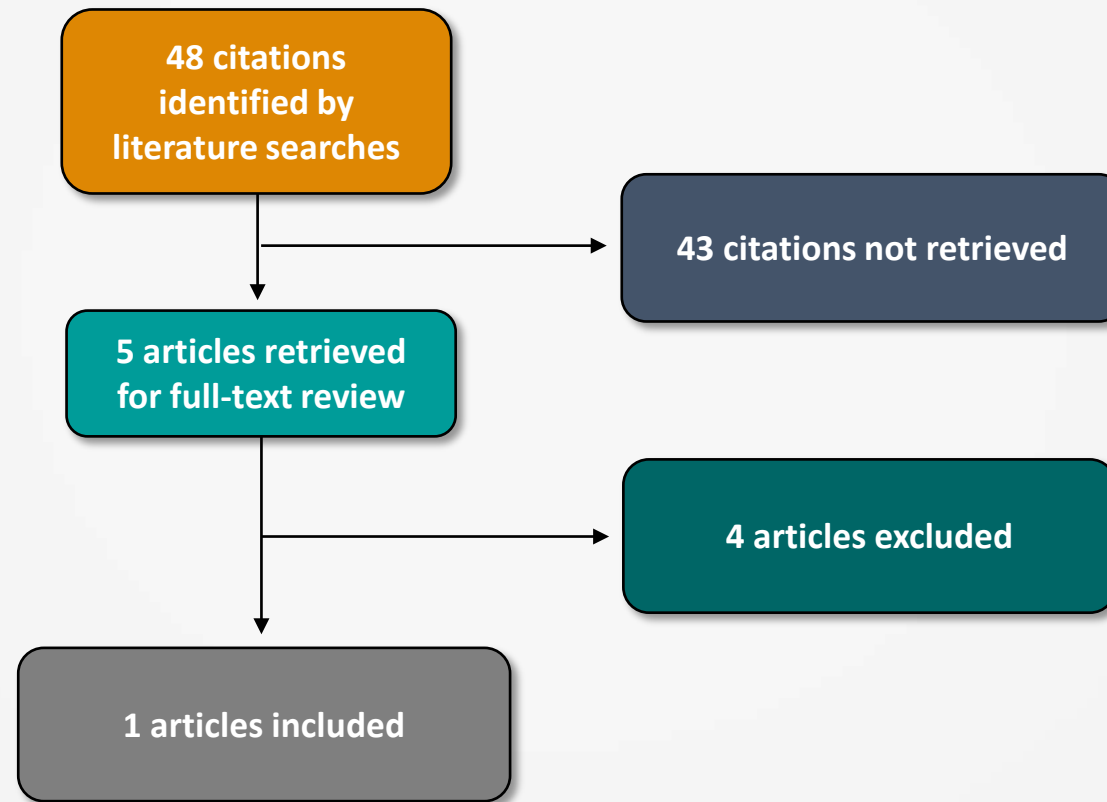 48 citations
identified by
literature searches
43 citations not retrieved
5 articles retrieved
for full-text review
4 articles excluded
1 articles included